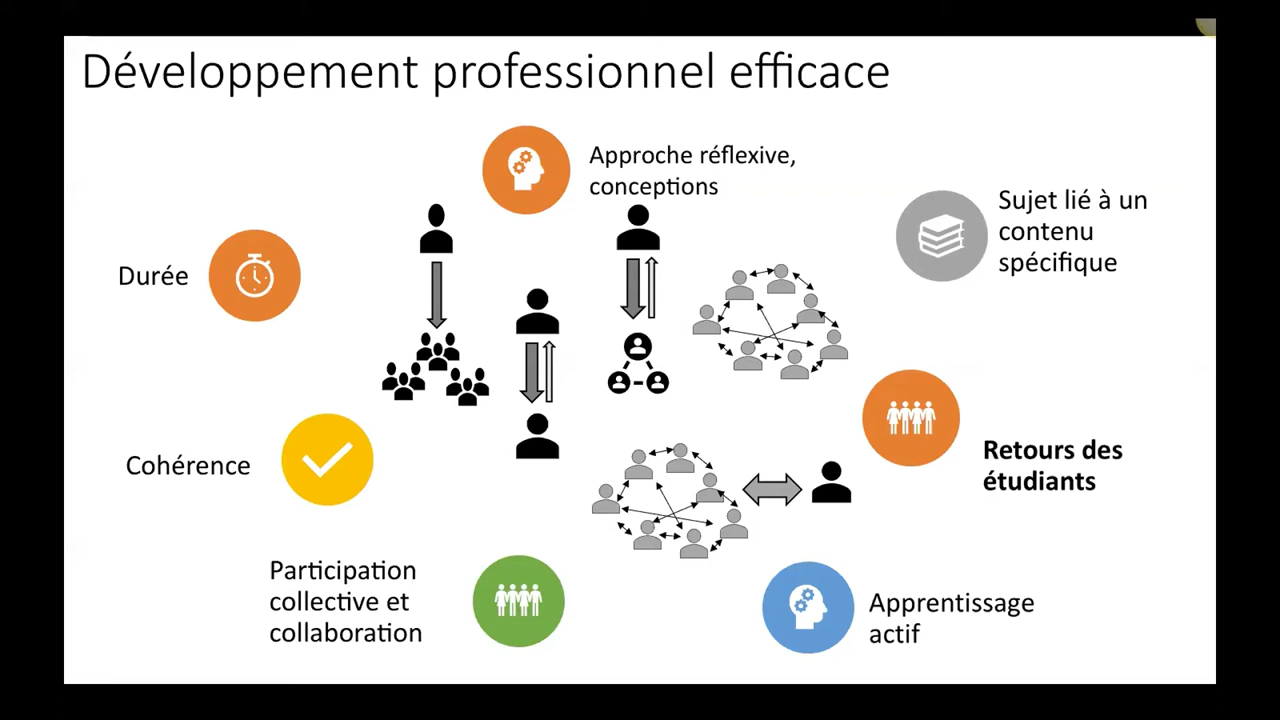 Développement professionnel efficace
Approche réflexive,
conceptions
Sujet lié à un
contenu
spécifique
Durée
Retours des
étudiants
Cohérence
Participation
collective et
collaboration
Apprentissage
actif